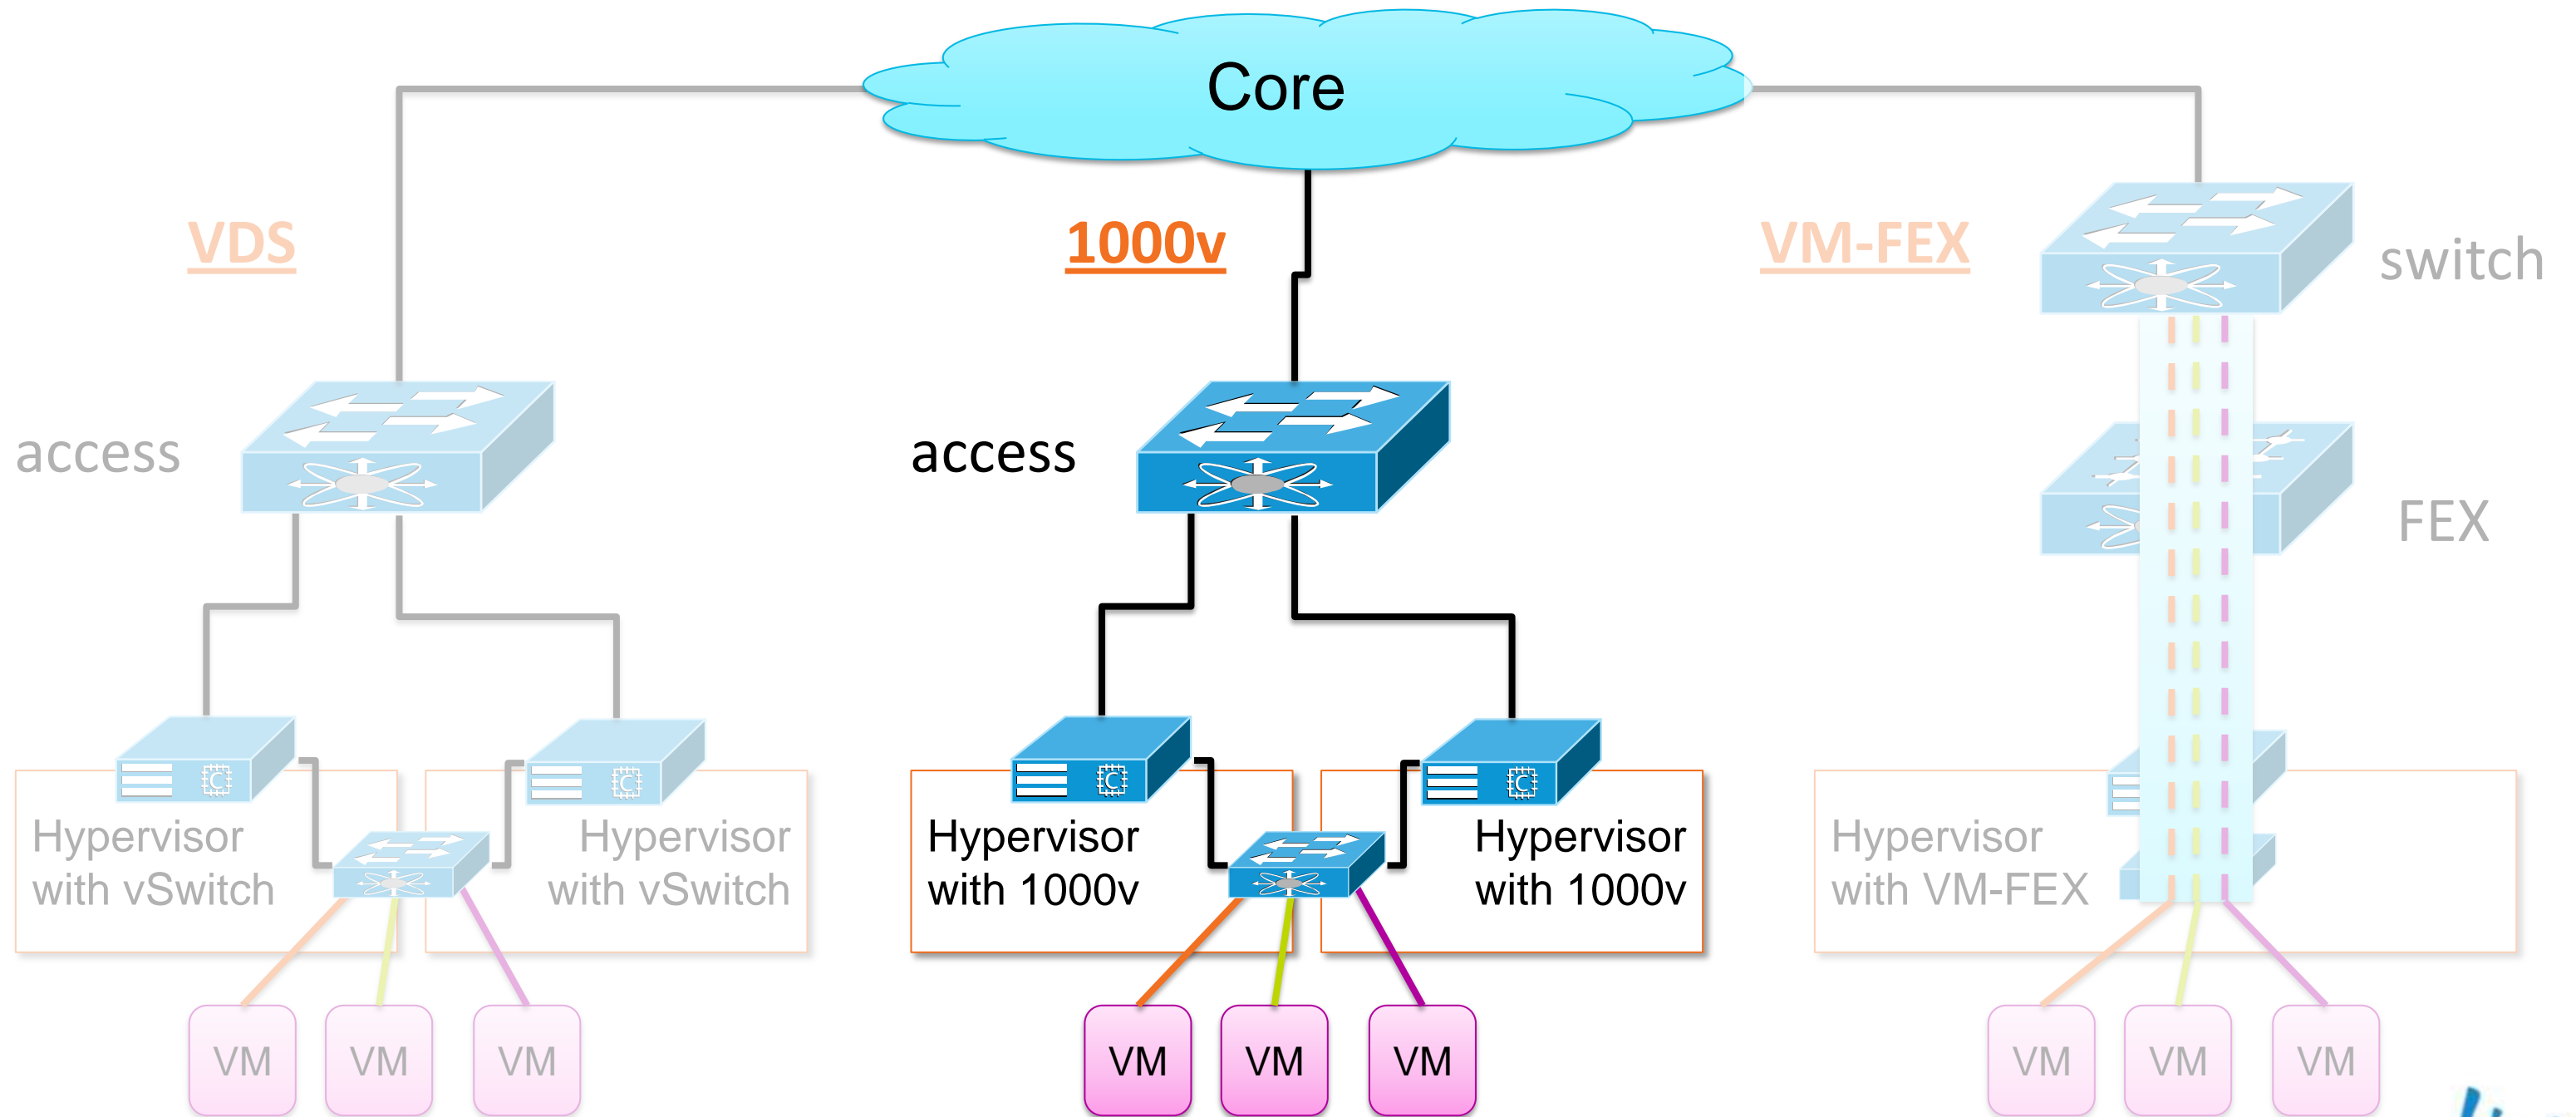 Core
VDS
1000v
VM-FEX
switch
access
access
FEX
Hypervisor
with vSwitch
Hypervisor
with vSwitch
Hypervisor
with 1000v
Hypervisor
with 1000v
Hypervisor
with VM-FEX
C
C
C
C
VM
VM
VM
VM
VM
VM
VM
VM
VM